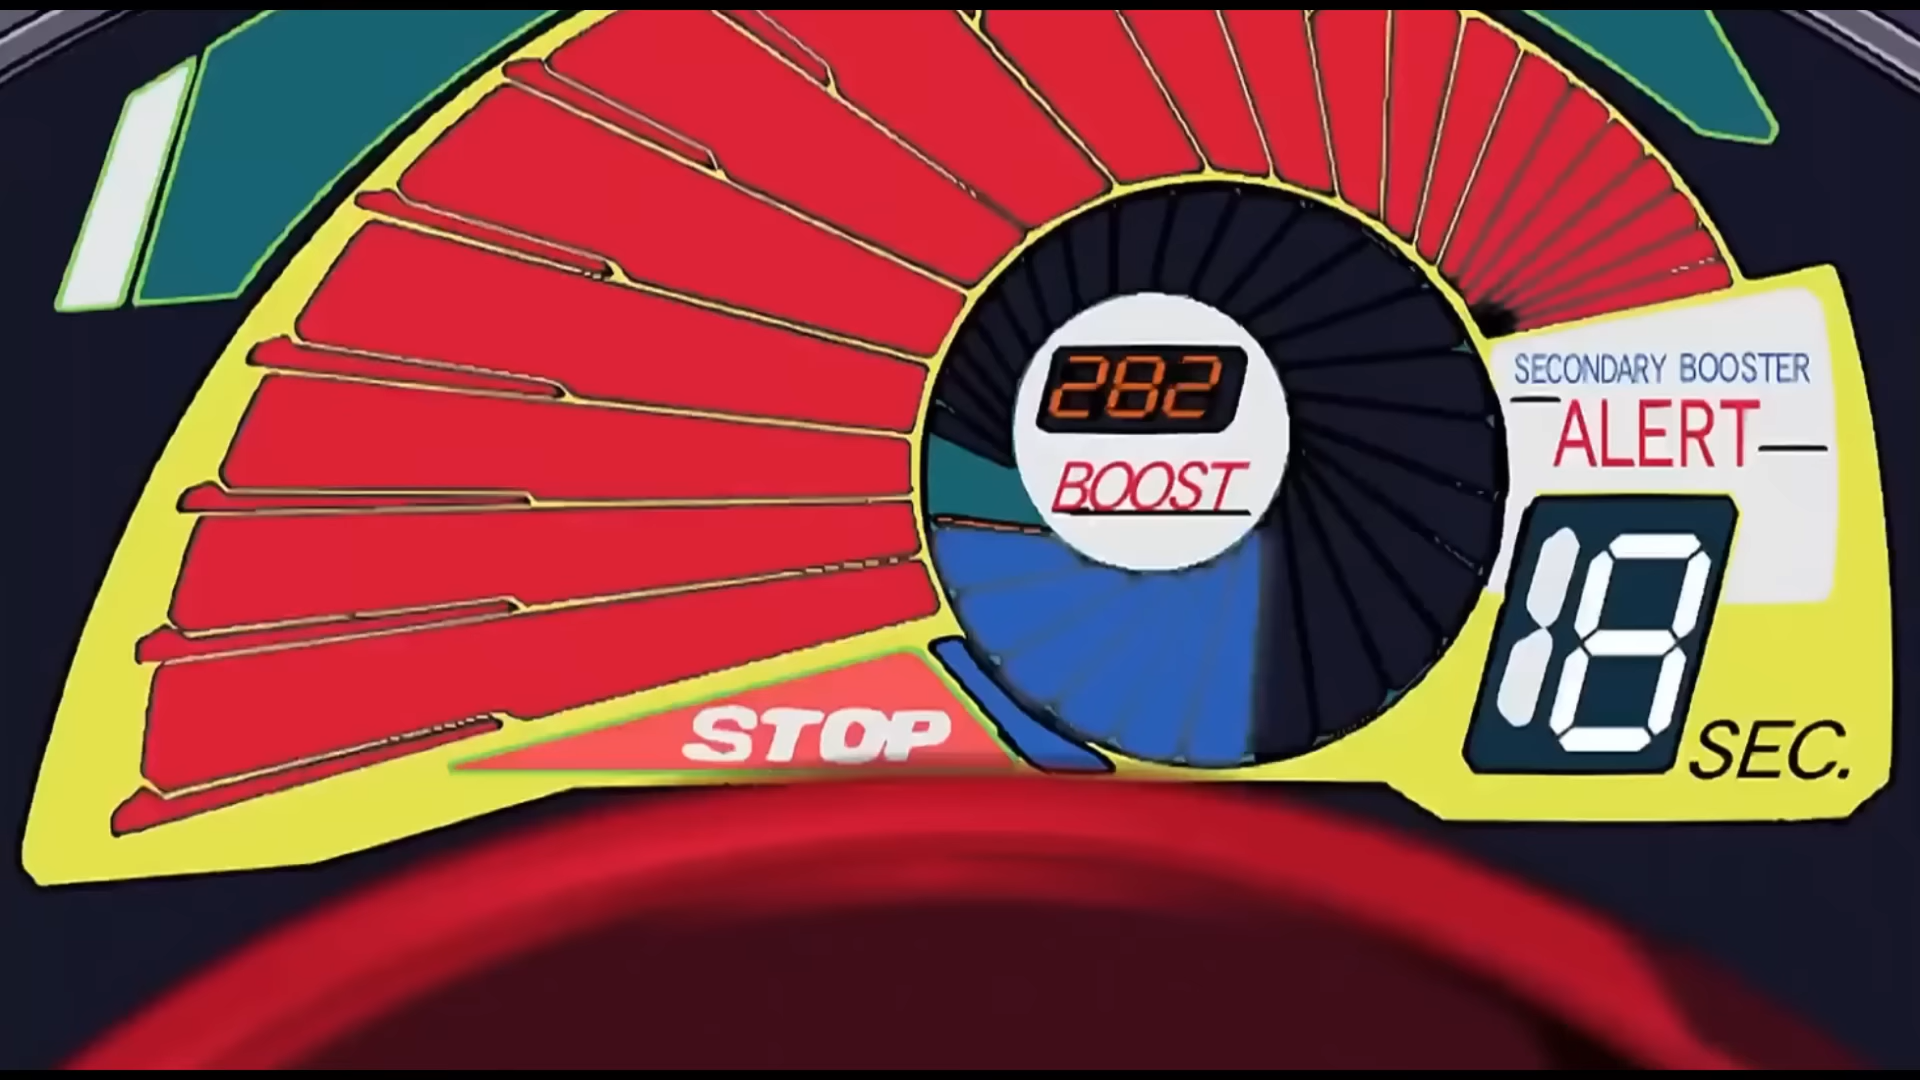 282
BOOST
SECONDARY BOOSTER
ALERT
18
SEC.
STOP